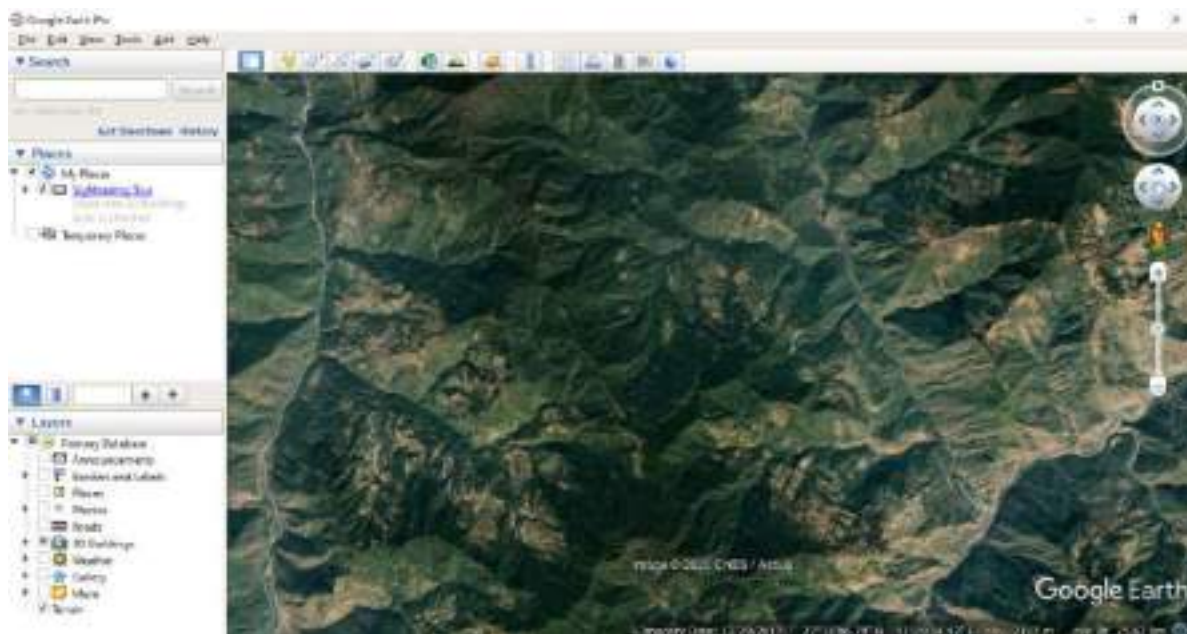 Google Earth Pro
File Edit View Tools Add Help
Search
Search
Get Directions History
Places
My Places
Sightseeing Tour
Temporary Places
Layers
Primary Database
Announcements
Borders and Labels
Places
Photos
Roads
3D Buildings
Weather
Gallery
More
Terrain
Google Earth